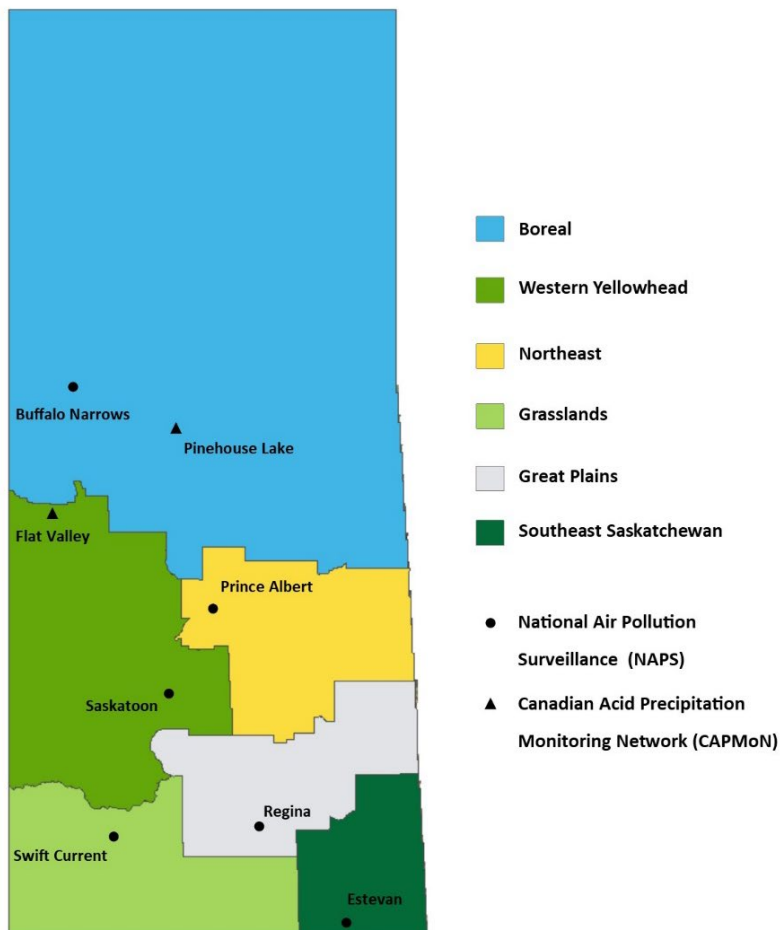 Boreal
Western Yellowhead
Northeast
Buffalo Narrows
Grasslands
Pinehouse Lake
Great Plains
Flat Valley
Southeast Saskatchewan
Prince Albert
National Air Pollution
Surveillance (NAPS)
Saskatoon
Canadian Acid Precipitation
Monitoring Network (CAPMoN)
Regina
Swift Current
Estevan